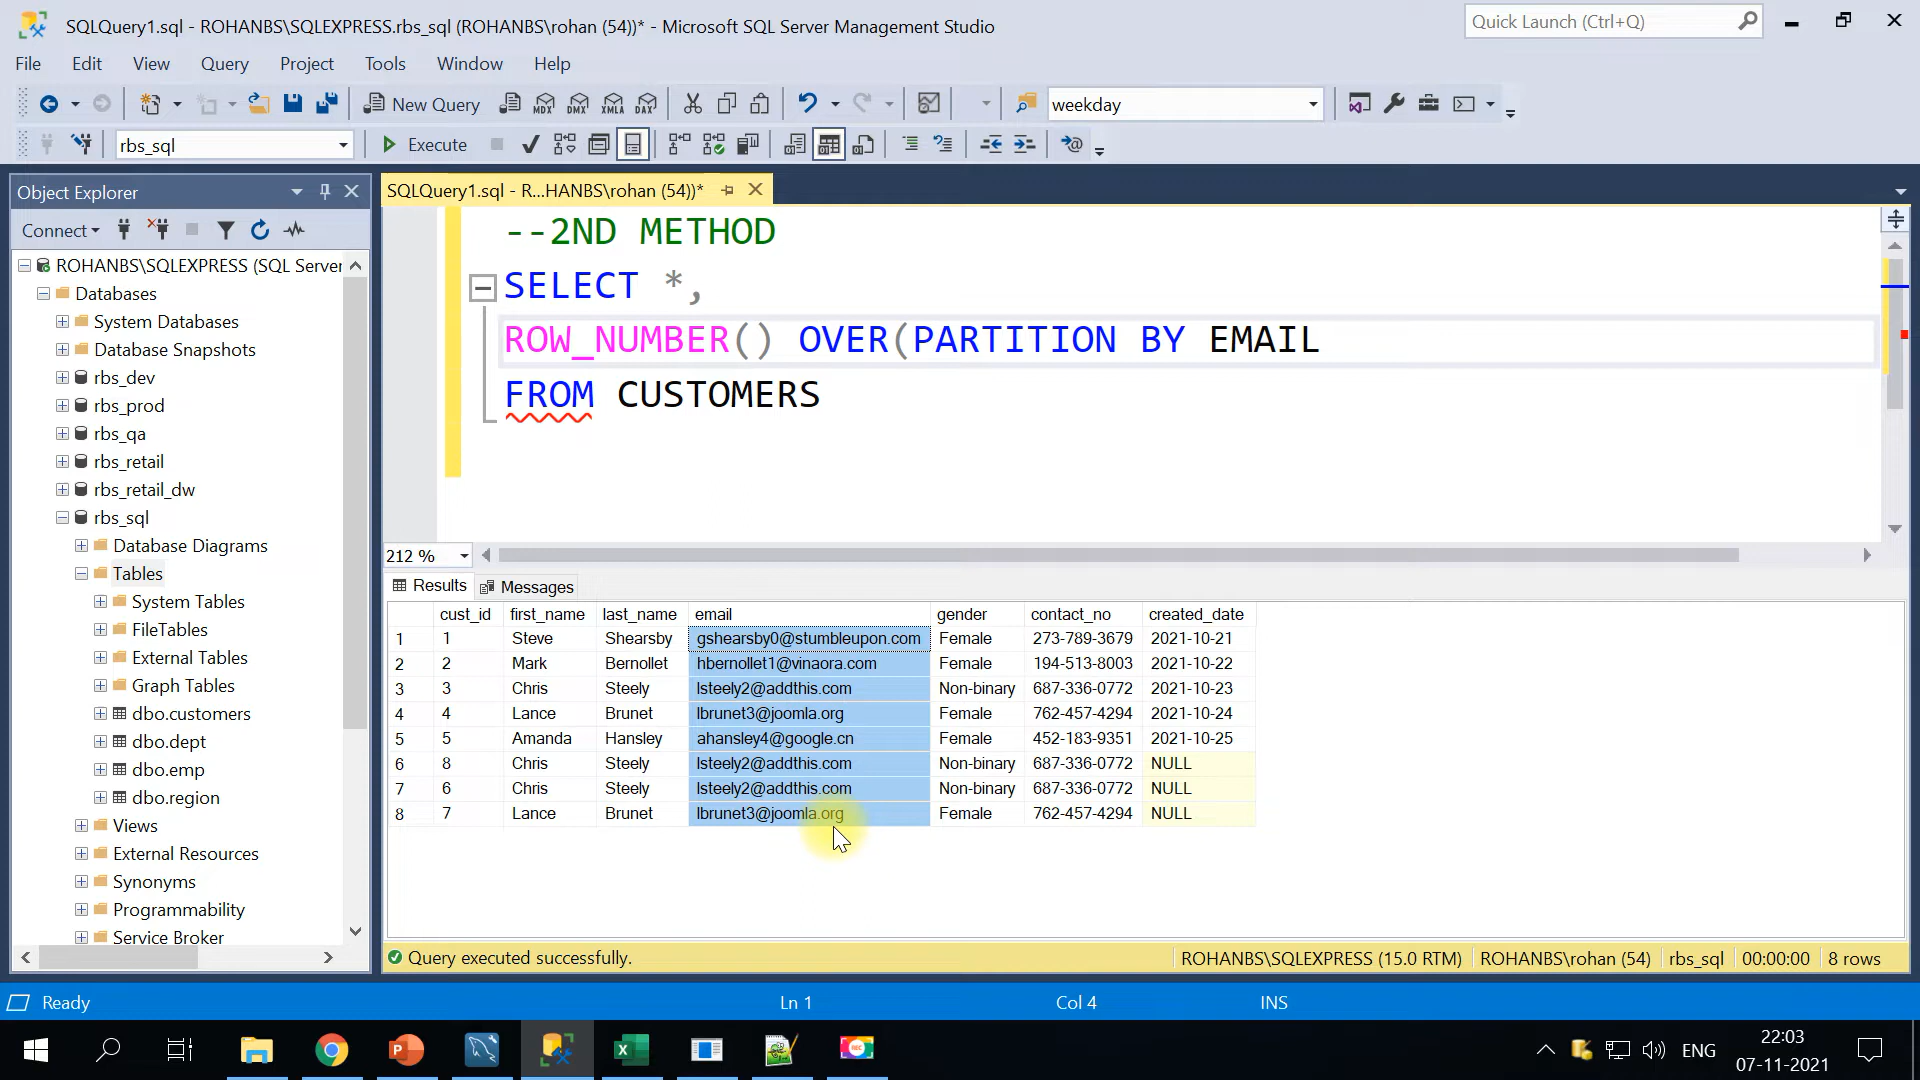 SQLQuery1.sql - ROHANBS\SQLEXPRESS.rbs_sql (ROHANBS\rohan (54))* - Microsoft SQL Server Management Studio
Quick Launch (Ctrl+Q)
File Edit View Query Project Tools Window Help
New Query MDX DMX XMLA DAX weekday
rbs_sql Execute
Object Explorer
SQLQuery1.sql - R...HANBS\rohan (54))*
Connect
ROHANBS\SQLEXPRESS (SQL Server
Databases
System Databases
Database Snapshots
rbs_dev
rbs_prod
rbs_qa
rbs_retail
rbs_retail_dw
rbs_sql
Database Diagrams
Tables
System Tables
FileTables
External Tables
Graph Tables
dbo.customers
dbo.dept
dbo.emp
dbo.region
Views
External Resources
Synonyms
Programmability
Service Broker
--2ND METHOD
SELECT *,
ROW_NUMBER() OVER(PARTITION BY EMAIL
FROM CUSTOMERS
212 %
Results Messages
cust_id first_name last_name email gender contact_no created_date
1 1 Steve Shearsby gshearsby0@stumbleupon.com Female 273-789-3679 2021-10-21
2 2 Mark Bernollet hbernollet1@vinaora.com Female 194-513-8003 2021-10-22
3 3 Chris Steely lsteely2@addthis.com Non-binary 687-336-0772 2021-10-23
4 4 Lance Brunet lbrunet3@joomla.org Female 762-457-4294 2021-10-24
5 5 Amanda Hansley ahansley4@google.cn Female 452-183-9351 2021-10-25
6 8 Chris Steely lsteely2@addthis.com Non-binary 687-336-0772 NULL
7 6 Chris Steely lsteely2@addthis.com Non-binary 687-336-0772 NULL
8 7 Lance Brunet lbrunet3@joomla.org Female 762-457-4294 NULL
Query executed successfully. ROHANBS\SQLEXPRESS (15.0 RTM) ROHANBS\rohan (54) rbs_sql 00:00:00 8 rows
Ready Ln 1 Col 4 INS
ENG
22:03
07-11-2021